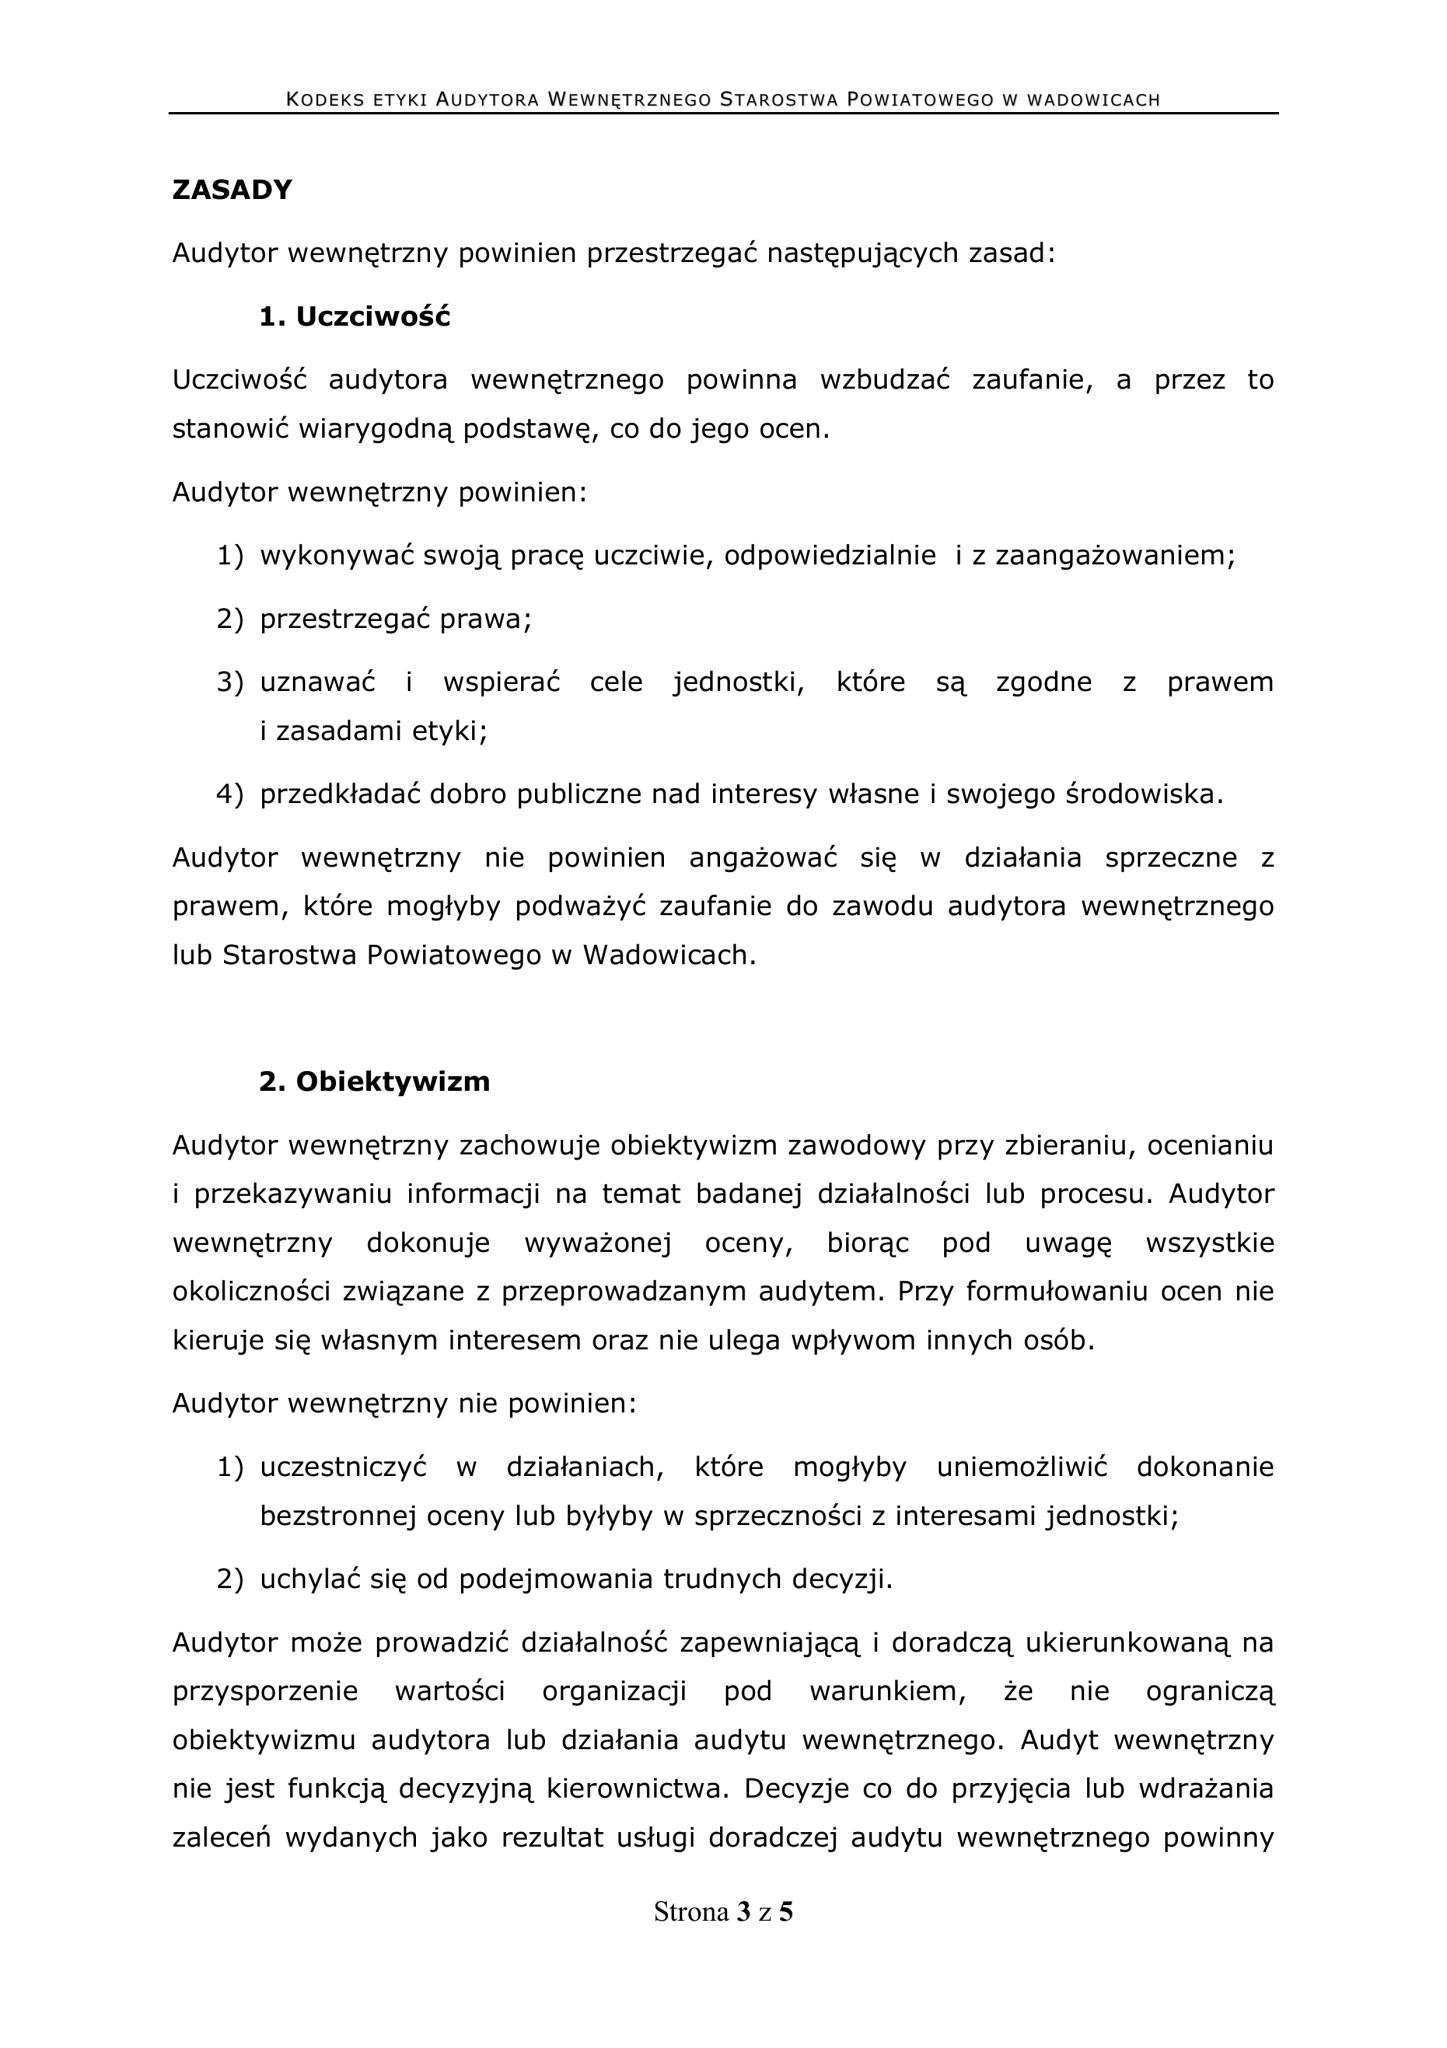 KODEKS ETYKI AUDYTORA WEWNĘTRZNEGO STAROSTWA POWIATOWEGO W WADOWICACH
ZASADY
Audytor wewnętrzny powinien przestrzegać następujących zasad:
1. Uczciwość
Uczciwość audytora wewnętrznego powinna wzbudzać zaufanie, a przez to
stanowić wiarygodną podstawę, co do jego ocen.
Audytor wewnętrzny powinien:
1) wykonywać swoją pracę uczciwie, odpowiedzialnie i z zaangażowaniem;
2) przestrzegać prawa;
3) uznawać i wspierać cele jednostki, które są zgodne z prawem
i zasadami etyki;
4) przedkładać dobro publiczne nad interesy własne i swojego środowiska.
Audytor wewnętrzny nie powinien angażować się w działania sprzeczne z
prawem, które mogłyby podważyć zaufanie do zawodu audytora wewnętrznego
lub Starostwa Powiatowego w Wadowicach.
2. Obiektywizm
Audytor wewnętrzny zachowuje obiektywizm zawodowy przy zbieraniu, ocenianiu
i przekazywaniu informacji na temat badanej działalności lub procesu. Audytor
wewnętrzny dokonuje wyważonej oceny, biorąc pod uwagę wszystkie
okoliczności związane z przeprowadzanym audytem. Przy formułowaniu ocen nie
kieruje się własnym interesem oraz nie ulega wpływom innych osób.
Audytor wewnętrzny nie powinien:
1) uczestniczyć w działaniach, które mogłyby uniemożliwić dokonanie
bezstronnej oceny lub byłyby w sprzeczności z interesami jednostki;
2) uchylać się od podejmowania trudnych decyzji.
Audytor może prowadzić działalność zapewniającą i doradczą ukierunkowaną na
przysporzenie wartości organizacji pod warunkiem, że nie ograniczą
obiektywizmu audytora lub działania audytu wewnętrznego. Audyt wewnętrzny
nie jest funkcją decyzyjną kierownictwa. Decyzje co do przyjęcia lub wdrażania
zaleceń wydanych jako rezultat usługi doradczej audytu wewnętrznego powinny
Strona 3 z 5